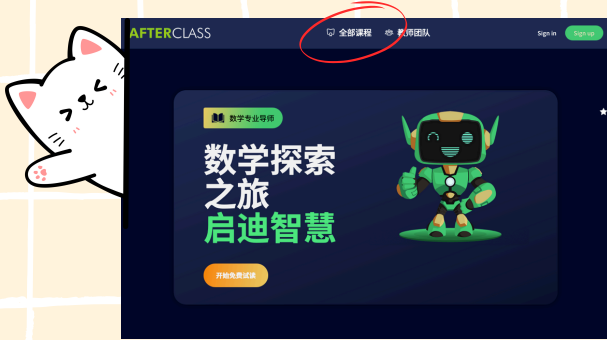 AFTERCLASS
全部课程
教师团队
Sign in
Sign up
数学专业导师
数学探索
之旅
启迪智慧
开始免费试课